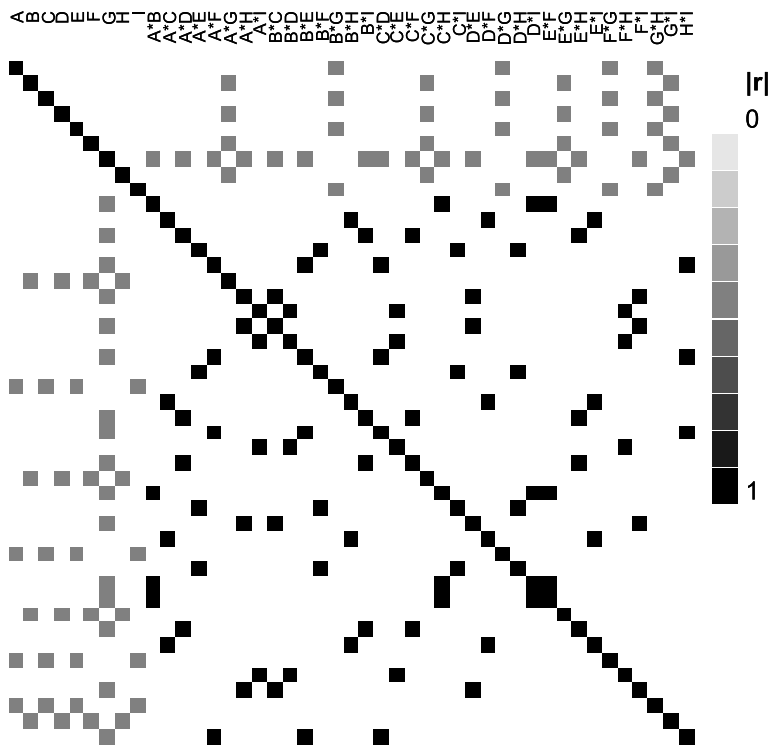 A B C D E F G H I A*B A*C A*D A*E A*F A*G A*H A*I B*C B*D B*E B*F B*G B*H B*I C*D C*E C*F C*G C*H C*I D*E D*F D*G D*H D*I E*F E*G E*H E*I F*G F*H F*I G*H G*I H*I
|r|
0
1